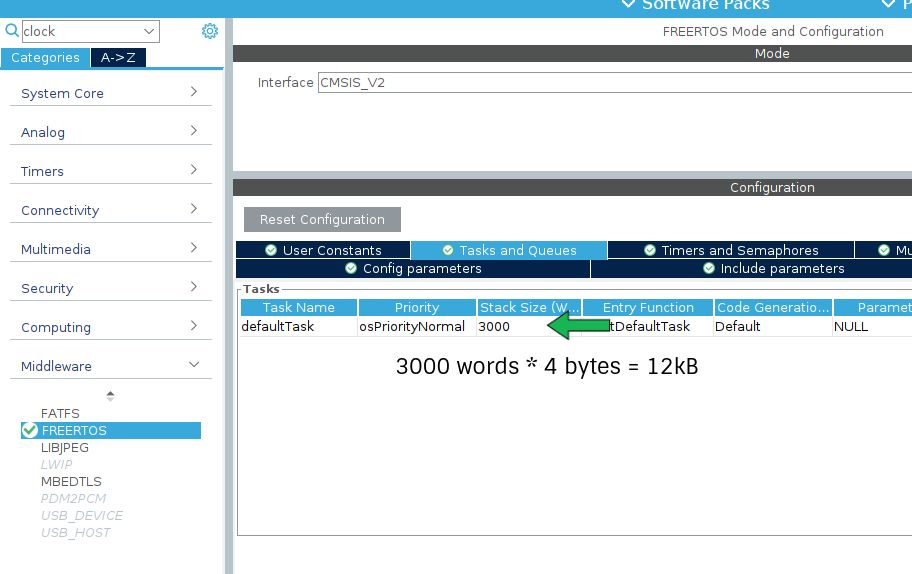 Software Packs
P
clock
FREERTOS Mode and Configuration
Categories
A->Z
Mode
System Core
Interface CMSIS_V2
Analog
Timers
Configuration
Connectivity
Reset Configuration
Multimedia
User Constants
Tasks and Queues
Timers and Semaphores
Mu
Config parameters
Include parameters
Security
Tasks
Task Name Priority Stack Size (W... Entry Function Code Generatio... Paramet
defaultTask osPriorityNormal 3000 tDefaultTask Default NULL
Computing
Middleware
3000 words * 4 bytes = 12kB
FATFS
FREERTOS
LIBJPEG
LWIP
MBEDTLS
PDM2PCM
USB_DEVICE
USB_HOST